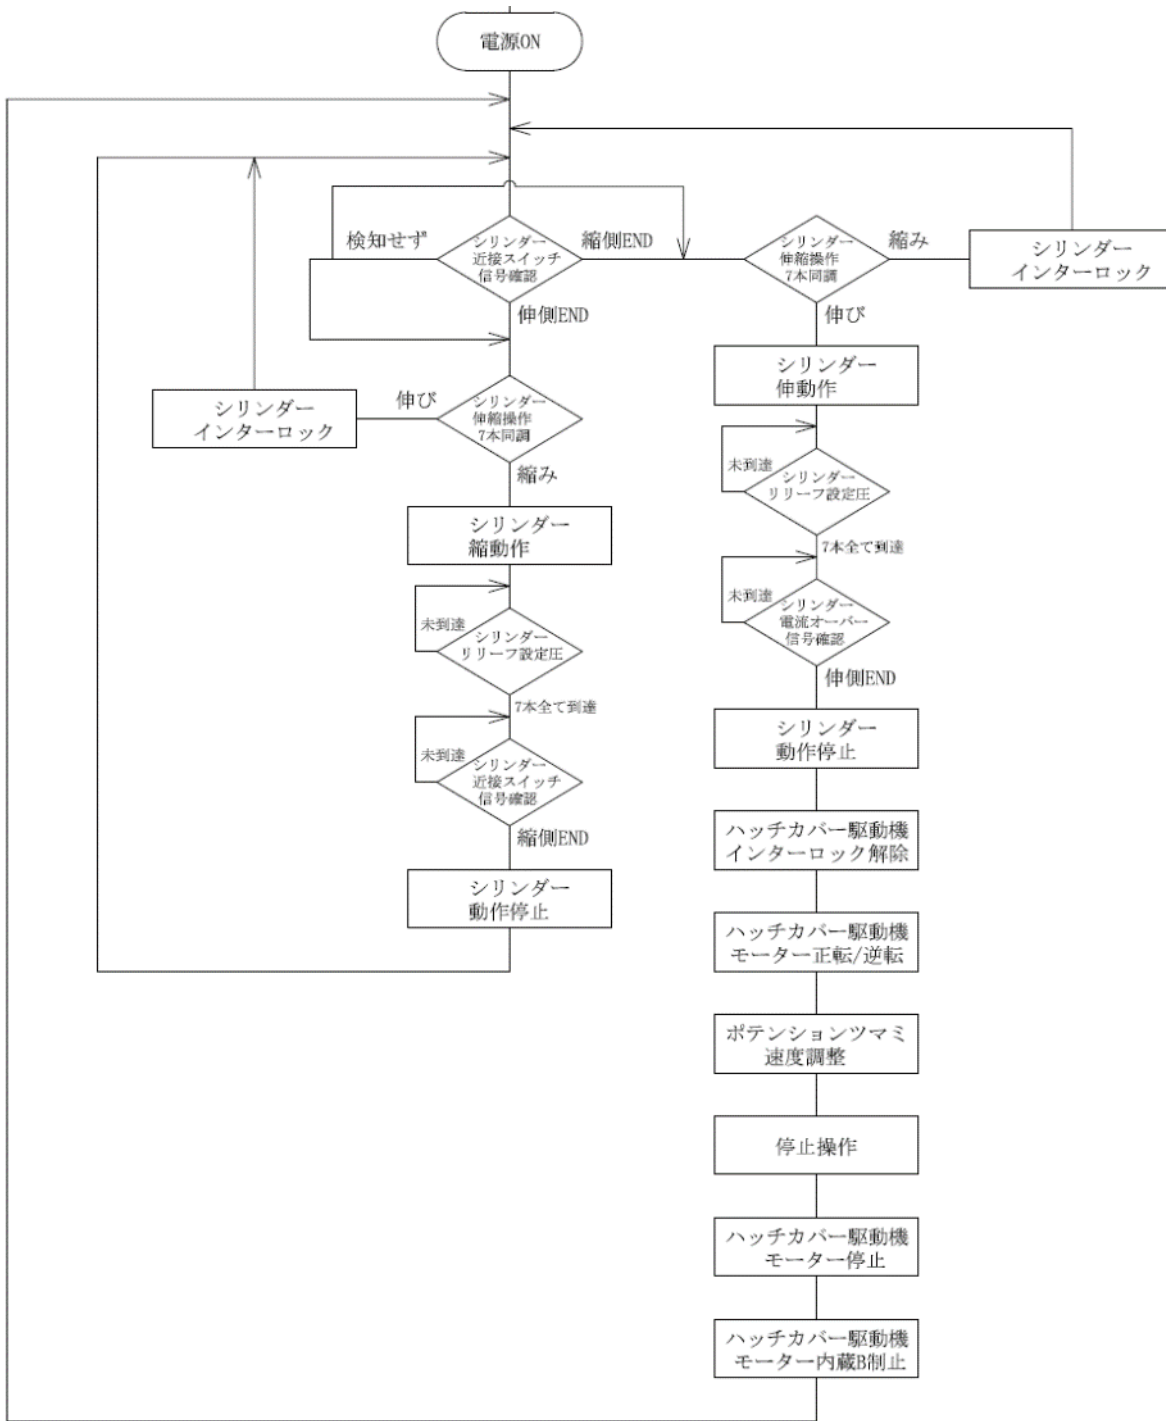 電源ON
検知せず
シリンダー
近接スイッチ
信号確認
縮側END
シリンダー
伸縮操作
7本同調
縮み
シリンダー
インターロック
伸側END
伸び
シリンダー
インターロック
伸び
シリンダー
伸縮操作
7本同調
縮み
シリンダー
縮動作
未到達
シリンダー
リリーフ設定圧
7本全て到達
未到達
シリンダー
近接スイッチ
信号確認
縮側END
シリンダー
動作停止
シリンダー
伸動作
未到達
シリンダー
リリーフ設定圧
7本全て到達
未到達
シリンダー
電流オーバー
信号確認
伸側END
シリンダー
動作停止
ハッチカバー駆動機
インターロック解除
ハッチカバー駆動機
モーター正転/逆転
ポテンションツマミ
速度調整
停止操作
ハッチカバー駆動機
モーター停止
ハッチカバー駆動機
モーター内蔵B制止